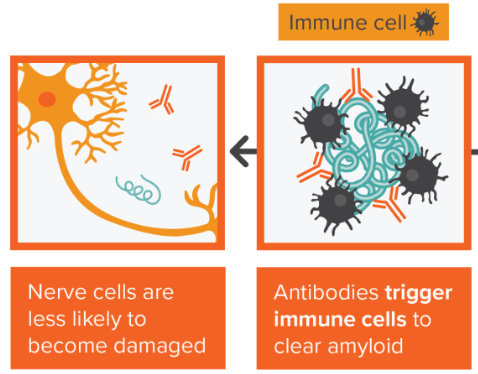 Immune cell
Nerve cells are
less likely to
become damaged
Antibodies trigger
immune cells to
clear amyloid